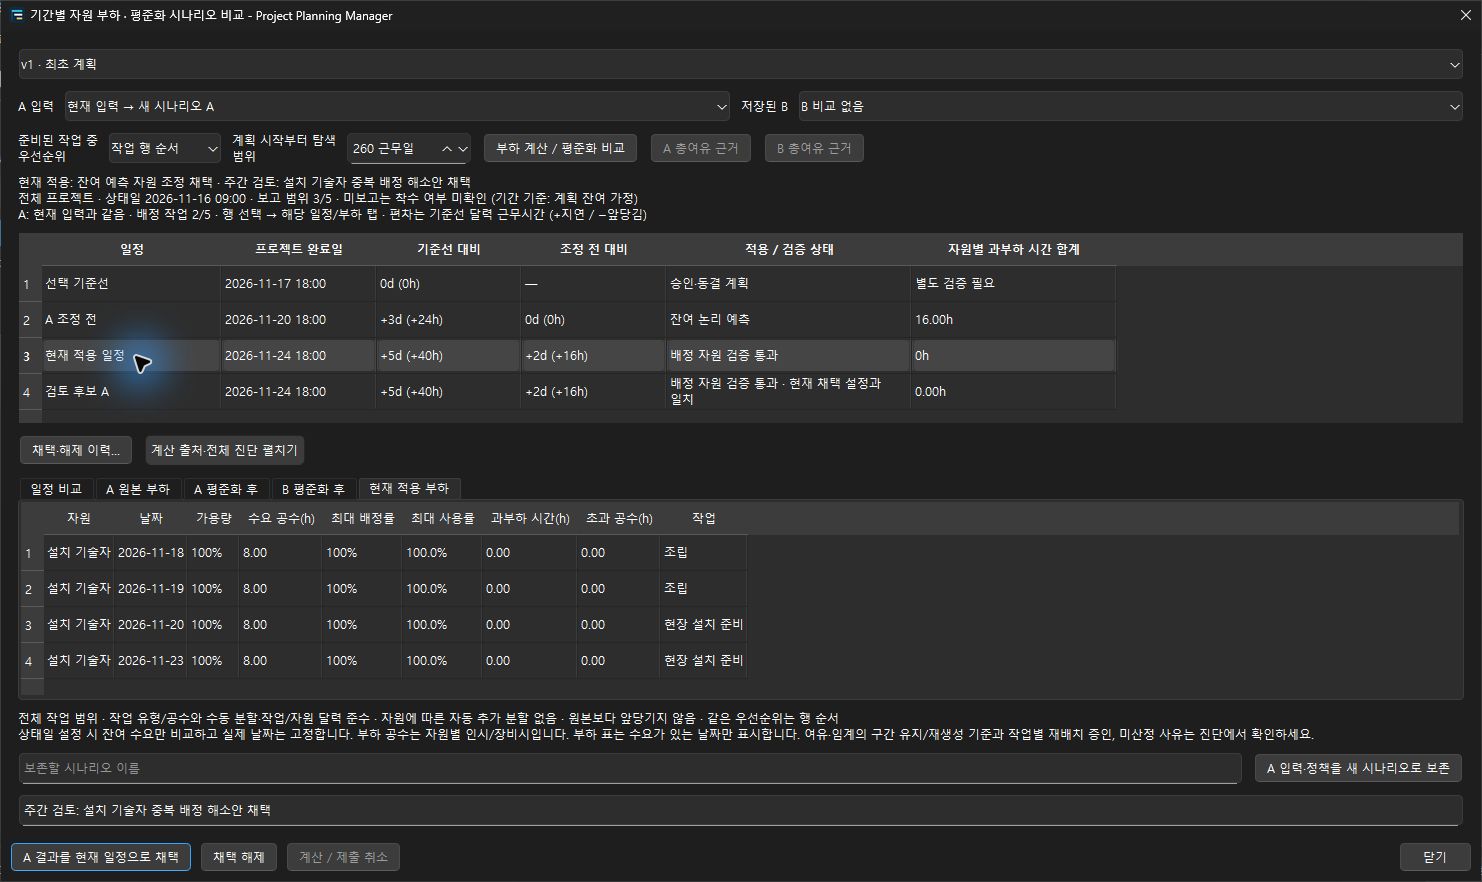 기간별 자원 부하 · 평준화 시나리오 비교 - Project Planning Manager
v1 · 최초 계획
A 입력 현재 입력 → 새 시나리오 A 저장된 B B 비교 없음
준비된 작업 중 우선순위 작업 행 순서 계획 시작부터 탐색 범위 260 근무일 부하 계산 / 평준화 비교 A 총여유 근거 B 총여유 근거
현재 적용: 잔여 예측 자원 조정 채택 · 주간 검토: 설치 기술자 중복 배정 해소안 채택
전체 프로젝트 · 상태일 2026-11-16 09:00 · 보고 범위 3/5 · 미보고는 착수 여부 미확인 (기간 기준: 계획 잔여 가정)
A: 현재 입력과 같음 · 배정 작업 2/5 · 행 선택 → 해당 일정/부하 탭 · 편차는 기준선 달력 근무시간 (+지연 / −앞당김)
일정 프로젝트 완료일 기준선 대비 조정 전 대비 적용 / 검증 상태 자원별 과부하 시간 합계
1 선택 기준선 2026-11-17 18:00 0d (0h) — 승인·동결 계획 별도 검증 필요
2 A 조정 전 2026-11-20 18:00 +3d (+24h) 0d (0h) 잔여 논리 예측 16.00h
3 현재 적용 일정 2026-11-24 18:00 +5d (+40h) +2d (+16h) 배정 자원 검증 통과 0h
4 검토 후보 A 2026-11-24 18:00 +5d (+40h) +2d (+16h) 배정 자원 검증 통과 · 현재 채택 설정과 일치 0.00h
채택·해제 이력... 계산 출처·전체 진단 펼치기
일정 비교 A 원본 부하 A 평준화 후 B 평준화 후 현재 적용 부하
자원 날짜 가용량 수요 공수(h) 최대 배정률 최대 사용률 과부하 시간(h) 초과 공수(h) 작업
1 설치 기술자 2026-11-18 100% 8.00 100% 100.0% 0.00 0.00 조립
2 설치 기술자 2026-11-19 100% 8.00 100% 100.0% 0.00 0.00 조립
3 설치 기술자 2026-11-20 100% 8.00 100% 100.0% 0.00 0.00 현장 설치 준비
4 설치 기술자 2026-11-23 100% 8.00 100% 100.0% 0.00 0.00 현장 설치 준비
전체 작업 범위 · 작업 유형/공수와 수동 분할·작업/자원 달력 준수 · 자원에 따른 자동 추가 분할 없음 · 원본보다 앞당기지 않음 · 같은 우선순위는 행 순서
상태일 설정 시 잔여 수요만 비교하고 실제 날짜는 고정합니다. 부하 공수는 자원별 인시/장비시입니다. 부하 표는 수요가 있는 날짜만 표시합니다. 여유·임계의 구간 유지/재생성 기준과 작업별 재배치 증인, 미산정 사유는 진단에서 확인하세요.
보존할 시나리오 이름 A 입력·정책을 새 시나리오로 보존
주간 검토: 설치 기술자 중복 배정 해소안 채택
A 결과를 현재 일정으로 채택 채택 해제 계산 / 제출 취소 닫기